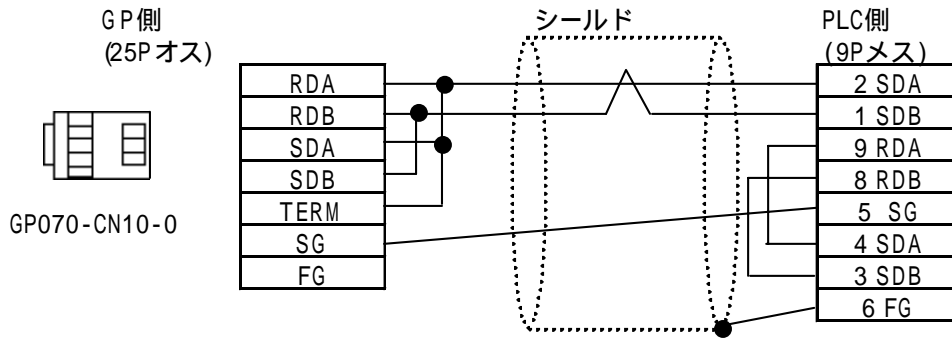 GP側
(25Pオス)
シールド
PLC側
(9Pメス)
RDA
RDB
SDA
SDB
TERM
SG
FG
GP070-CN10-0
2 SDA
1 SDB
9 RDA
8 RDB
5 SG
4 SDA
3 SDB
6 FG